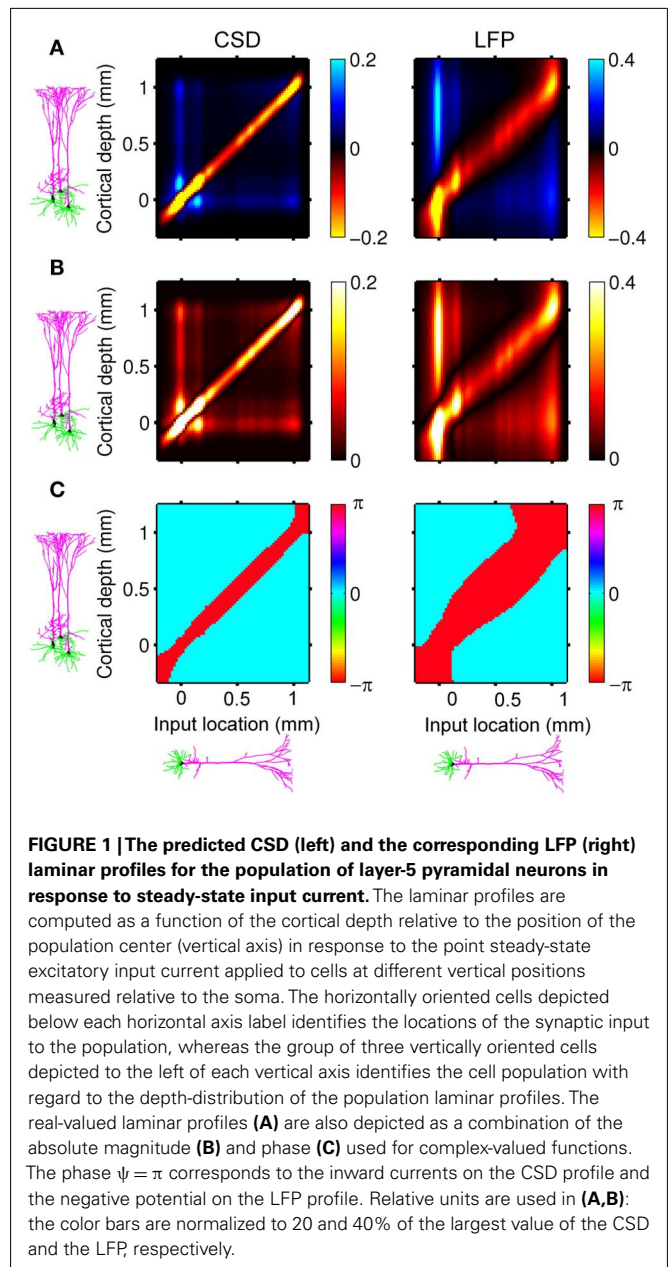 A
CSD
LFP
Cortical depth (mm)
1
0.5
0
0.2
−0.2
Cortical depth (mm)
0.4
−0.4
B
Cortical depth (mm)
1
0.5
0
0.2
0
Cortical depth (mm)
0.4
0
C
Cortical depth (mm)
1
0.5
0
π
0
−π
Cortical depth (mm)
π
0
−π
0 0.5 1
Input location (mm)
0 0.5 1
Input location (mm)
FIGURE 1 | The predicted CSD (left) and the corresponding LFP (right)
laminar profiles for the population of layer-5 pyramidal neurons in
response to steady-state input current. The laminar profiles are
computed as a function of the cortical depth relative to the position of the
population center (vertical axis) in response to the point steady-state
excitatory input current applied to cells at different vertical positions
measured relative to the soma. The horizontally oriented cells depicted
below each horizontal axis label identifies the locations of the synaptic input
to the population, whereas the group of three vertically oriented cells
depicted to the left of each vertical axis identifies the cell population with
regard to the depth-distribution of the population laminar profiles. The
real-valued laminar profiles (A) are also depicted as a combination of the
absolute magnitude (B) and phase (C) used for complex-valued functions.
The phase ψ = π corresponds to the inward currents on the CSD profile and
the negative potential on the LFP profile. Relative units are used in (A,B):
the color bars are normalized to 20 and 40% of the largest value of the CSD
and the LFP, respectively.